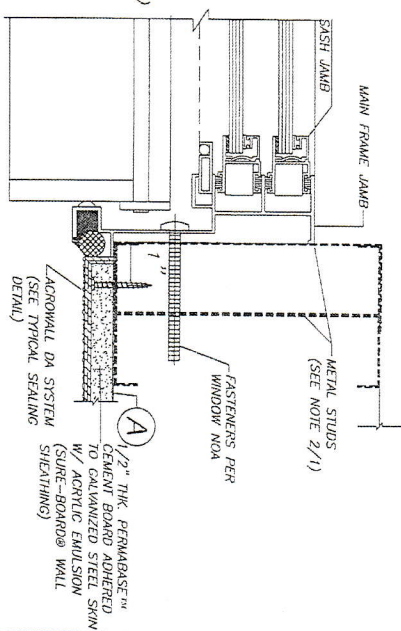 SASH JAMB
MAIN FRAME JAMB
METAL STUDS
(SEE NOTE 2/1)
FASTENERS PER
WINDOW NOA
1"
A
1/2" THK. PERMABASE™
CEMENT BOARD ADHERED
TO GALVANIZED STEEL SKIN
W/ ACRYLIC EMULSION
(SURE-BOARD® WALL
SHEATHING)
ACROWALL DA SYSTEM
(SEE TYPICAL SEALING
DETAIL)